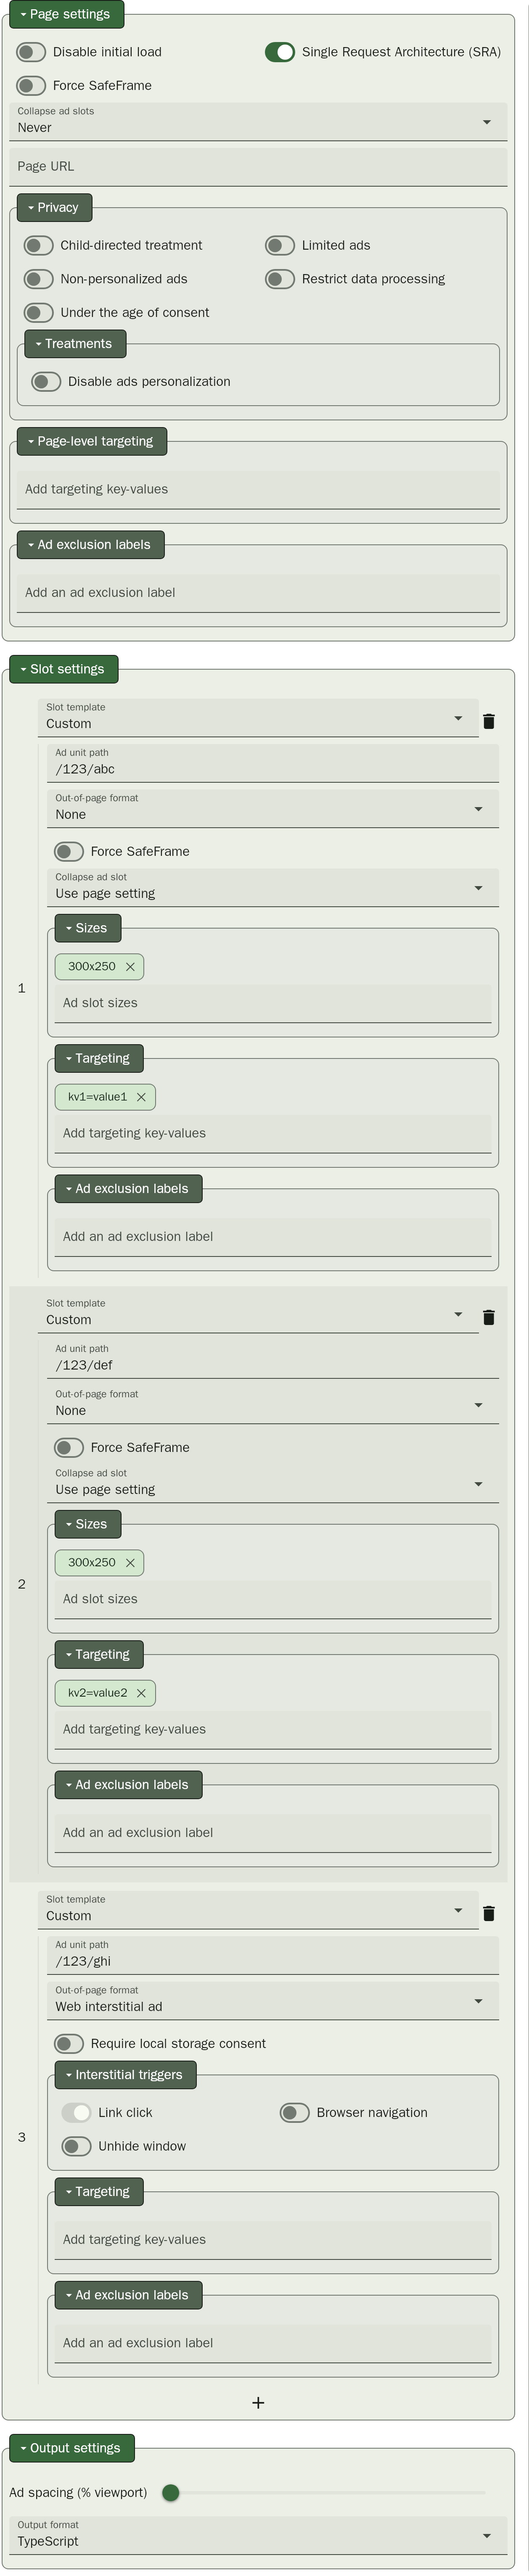 Page settings
Disable initial load
Single Request Architecture (SRA)
Force SafeFrame
Collapse ad slots
Never
Page URL
Privacy
Child-directed treatment
Limited ads
Non-personalized ads
Restrict data processing
Under the age of consent
Treatments
Disable ads personalization
Page-level targeting
Add targeting key-values
Ad exclusion labels
Add an ad exclusion label
Slot settings
1
Slot template
Custom
Ad unit path
/123/abc
Out-of-page format
None
Force SafeFrame
Collapse ad slot
Use page setting
Sizes
300x250
Ad slot sizes
Targeting
kv1=value1
Add targeting key-values
Ad exclusion labels
Add an ad exclusion label
2
Slot template
Custom
Ad unit path
/123/def
Out-of-page format
None
Force SafeFrame
Collapse ad slot
Use page setting
Sizes
300x250
Ad slot sizes
Targeting
kv2=value2
Add targeting key-values
Ad exclusion labels
Add an ad exclusion label
3
Slot template
Custom
Ad unit path
/123/ghi
Out-of-page format
Web interstitial ad
Require local storage consent
Interstitial triggers
Link click
Browser navigation
Unhide window
Targeting
Add targeting key-values
Ad exclusion labels
Add an ad exclusion label
Output settings
Ad spacing (% viewport)
Output format
TypeScript